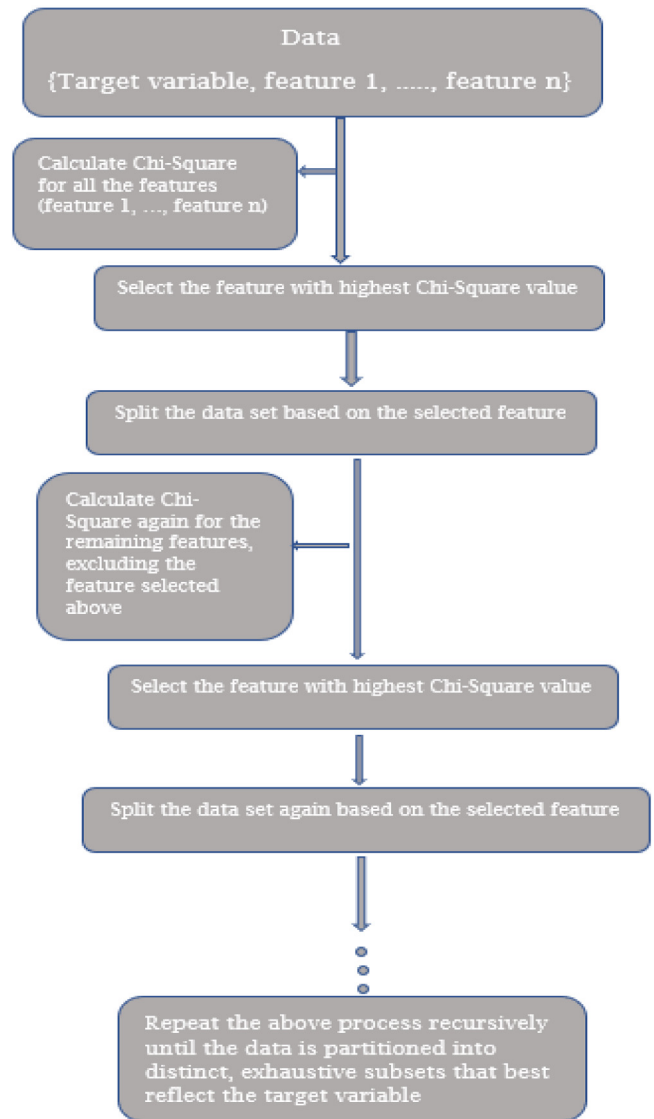 Data
{Target variable, feature 1, ....., feature n}
Calculate Chi-Square
for all the features
(feature 1, ..., feature n)
Select the feature with highest Chi-Square value
Split the data set based on the selected feature
Calculate Chi-
Square again for the
remaining features,
excluding the
feature selected
above
Select the feature with highest Chi-Square value
Split the data set again based on the selected feature
Repeat the above process recursively
until the data is partitioned into
distinct, exhaustive subsets that best
reflect the target variable